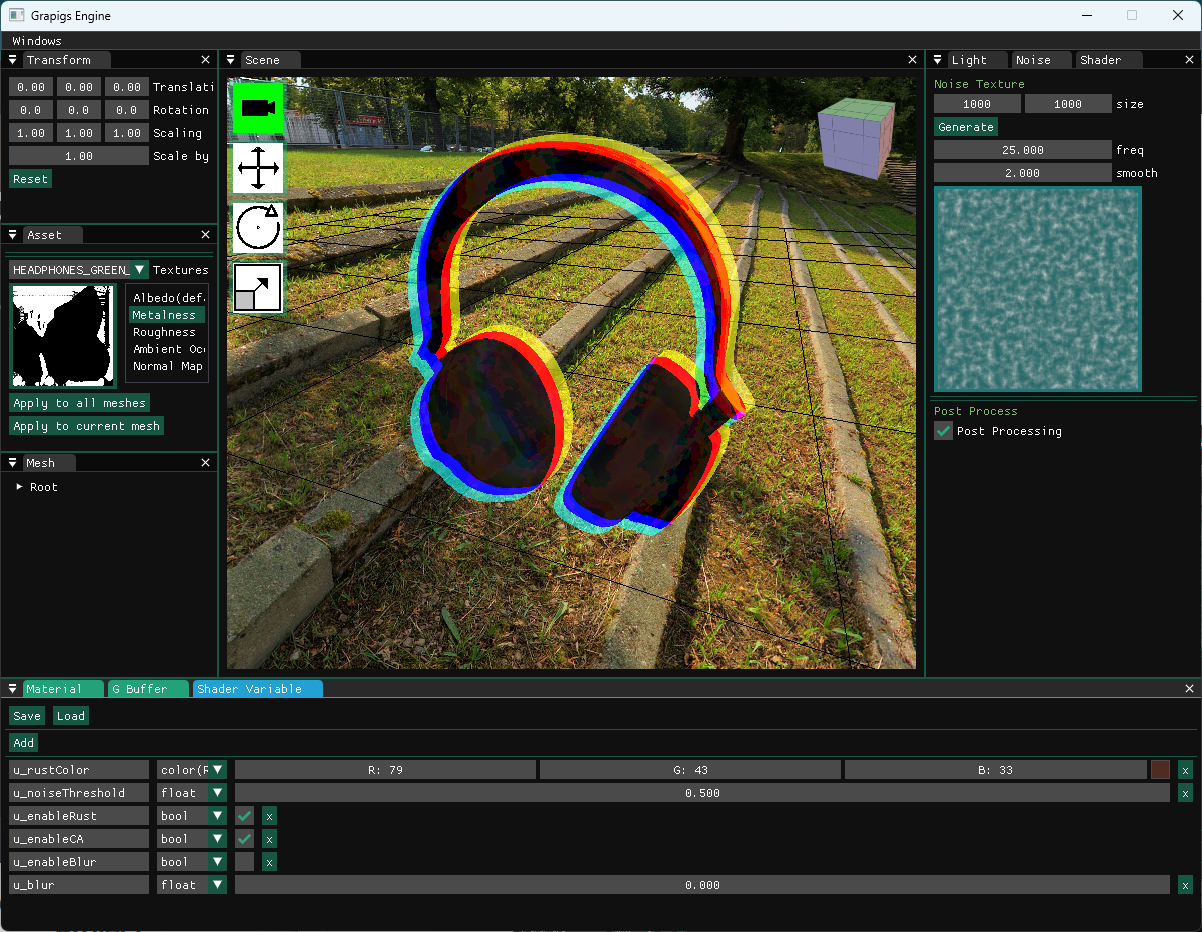 Grapigs Engine
Windows
Transform
0.00 0.00 0.00 Translati
0.0 0.0 0.0 Rotation
1.00 1.00 1.00 Scaling
1.00 Scale by
Reset
Asset
HEADPHONES_GREEN_ Textures
Albedo(def.
Metalness
Roughness
Ambient Oc
Normal Map
Apply to all meshes
Apply to current mesh
Mesh
Root
Scene
Light Noise Shader
Noise Texture
1000 1000 size
Generate
25.000 freq
2.000 smooth
Post Process
Post Processing
Material G Buffer Shader Variable
Save Load
Add
u_rustColor color(R R: 79 G: 43 B: 33 x
u_noiseThreshold float 0.500 x
u_enableRust bool x
u_enableCA bool x
u_enableBlur bool x
u_blur float 0.000 x